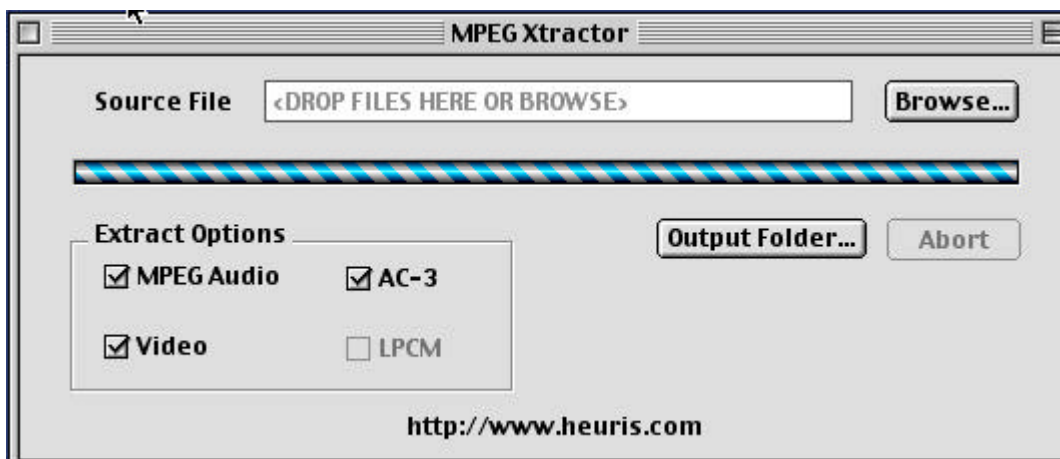 MPEG Xtractor
Source File <DROP FILES HERE OR BROWSE> Browse...
Extract Options
Output Folder... Abort
MPEG Audio AC-3
Video LPCM
http://www.heuris.com